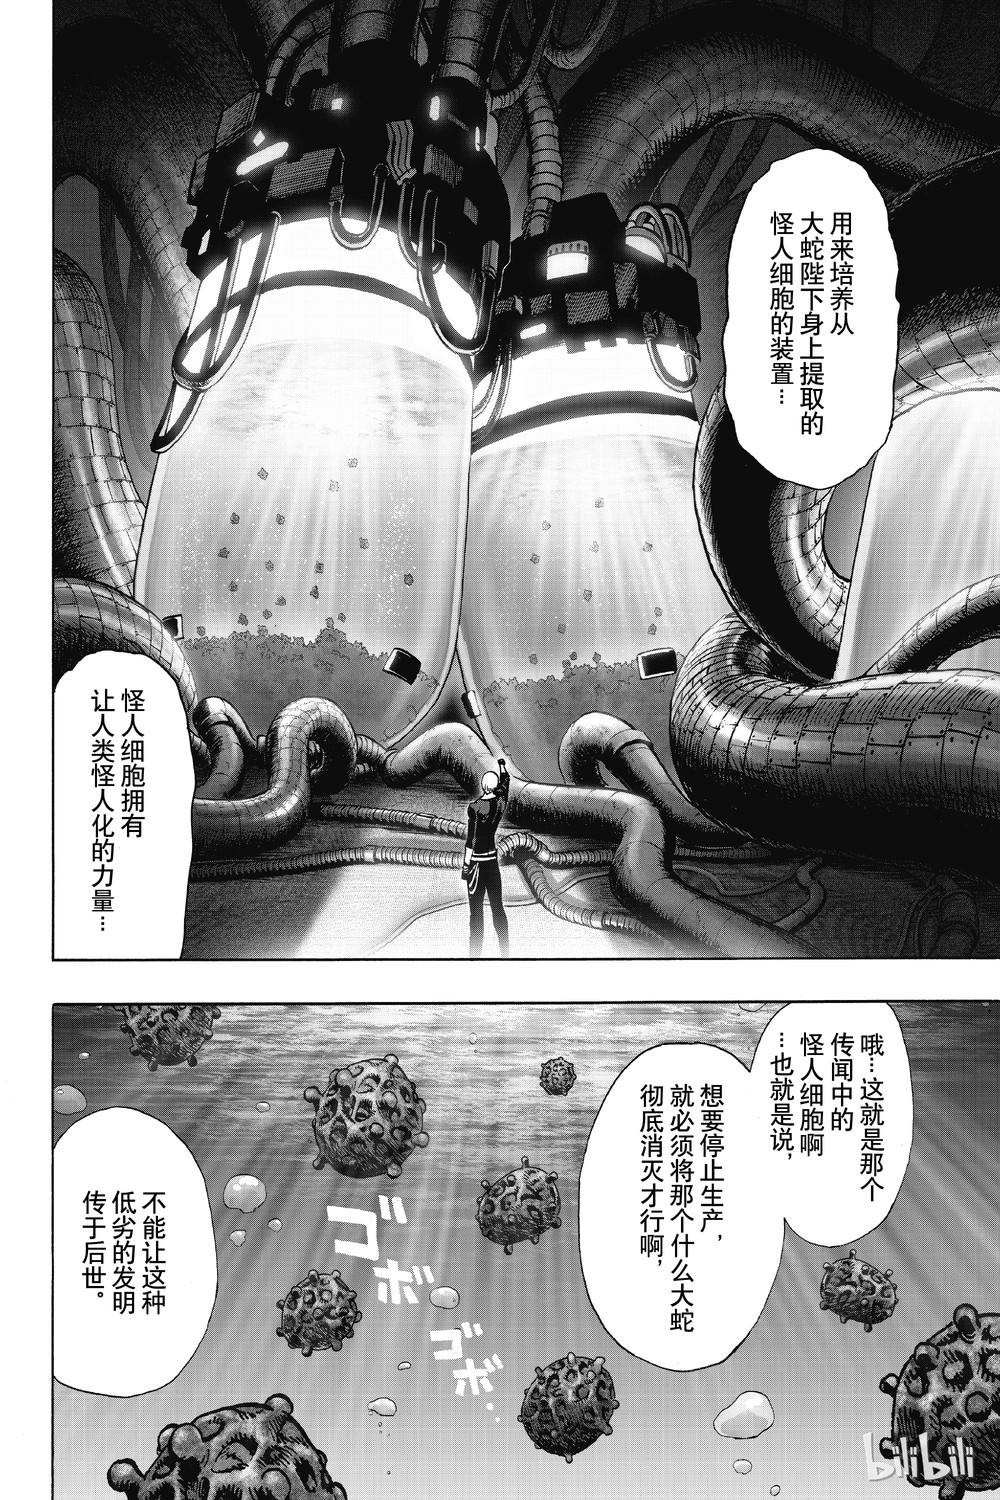 用来培养从
大蛇陛下身上提取的
怪人细胞的装置…
怪人细胞拥有
让人类怪人化的力量…
哦…这就是那个
传闻中的
怪人细胞啊
…也就是说，
想要停止生产，
就必须将那个什么大蛇
彻底消灭才行啊，
ゴボ
ゴボ…
不能让这种
低劣的发明
传于后世。
bilibili